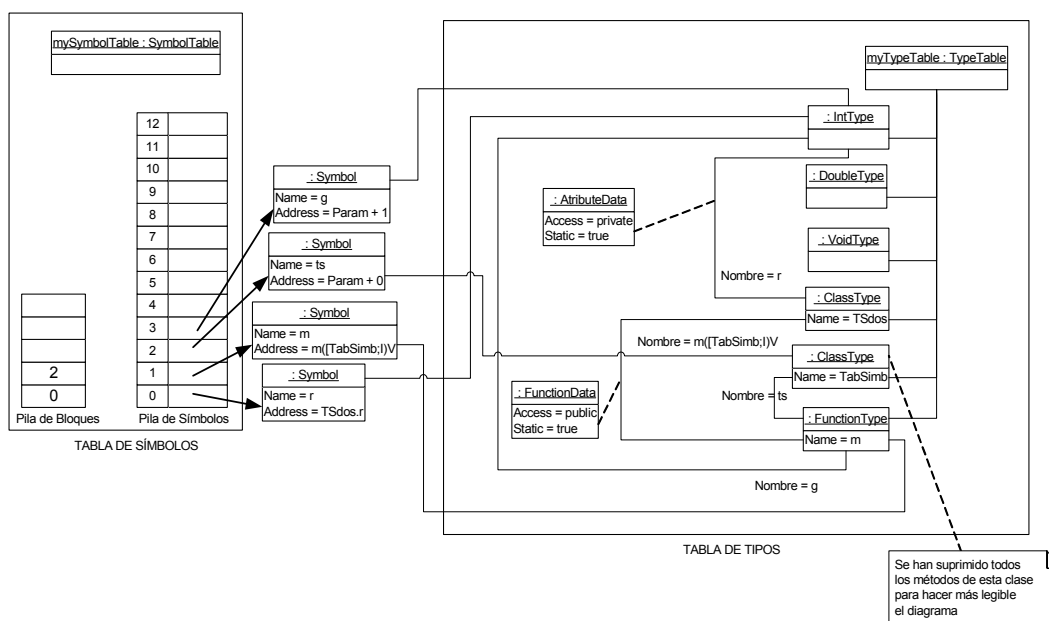 mySymbolTable : SymbolTable
12
11
10
9
8
7
6
5
4
3
2
1
0
2
0
Pila de Bloques
Pila de Símbolos
TABLA DE SÍMBOLOS
: Symbol
Name = g
Address = Param + 1
: Symbol
Name = ts
Address = Param + 0
: Symbol
Name = m
Address = m([TabSimb;I)V
: Symbol
Name = r
Address = TSdos.r
myTypeTable : TypeTable
: IntType
: DoubleType
: AtributeData
Access = private
Static = true
: VoidType
Nombre = r
: ClassType
Name = TSdos
Nombre = m([TabSimb;I)V
: ClassType
Name = TabSimb
: FunctionData
Access = public
Static = true
Nombre = ts
: FunctionType
Name = m
Nombre = g
TABLA DE TIPOS
Se han suprimido todos
los métodos de esta clase
para hacer más legible
el diagrama